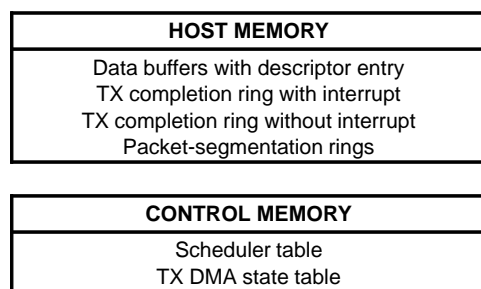 HOST MEMORY
Data buffers with descriptor entry
TX completion ring with interrupt
TX completion ring without interrupt
Packet-segmentation rings
CONTROL MEMORY
Scheduler table
TX DMA state table